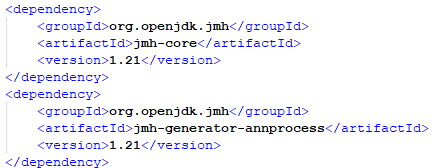 <dependency>
    <groupId>org.openjdk.jmh</groupId>
    <artifactId>jmh-core</artifactId>
    <version>1.21</version>
</dependency>
<dependency>
    <groupId>org.openjdk.jmh</groupId>
    <artifactId>jmh-generator-annprocess</artifactId>
    <version>1.21</version>
</dependency>